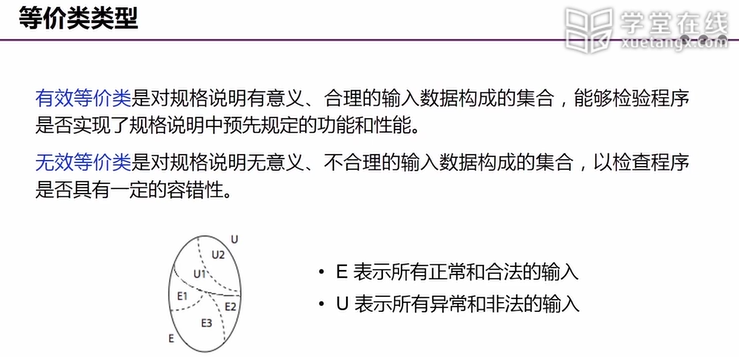 等价类类型
学堂在线
xuetangx.com
有效等价类是对规格说明有意义、合理的输入数据构成的集合，能够检验程序
是否实现了规格说明中预先规定的功能和性能。
无效等价类是对规格说明无意义、不合理的输入数据构成的集合，以检查程序
是否具有一定的容错性。
U
U2
U1
E1
E2
E3
E
• E 表示所有正常和合法的输入
• U 表示所有异常和非法的输入